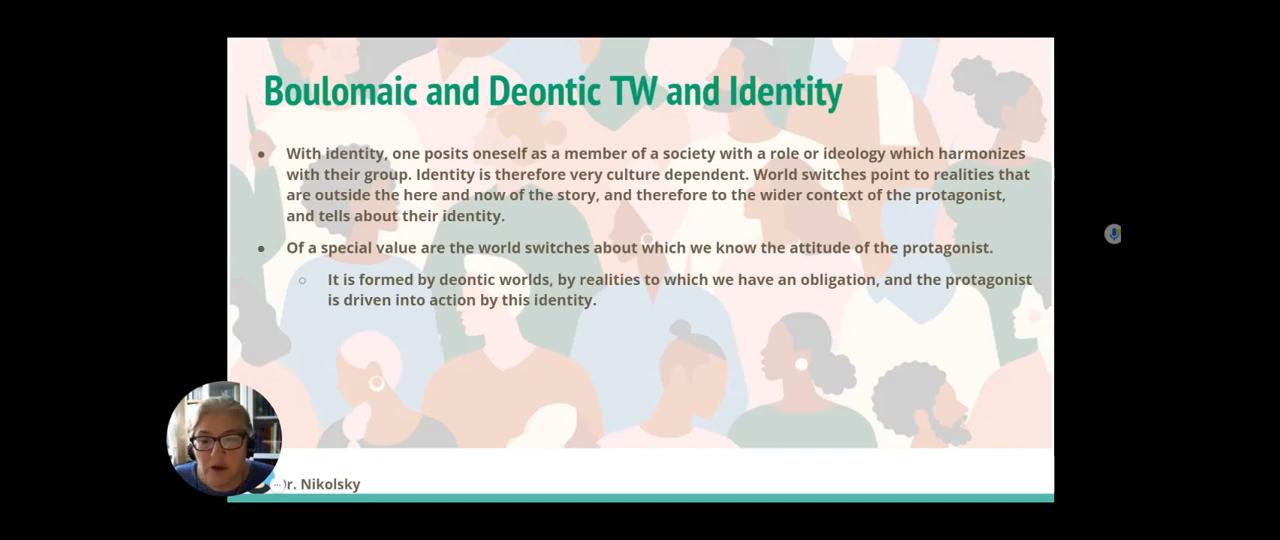 Boulomaic and Deontic TW and Identity
● With identity, one posits oneself as a member of a society with a role or ideology which harmonizes
with their group. Identity is therefore very culture dependent. World switches point to realities that
are outside the here and now of the story, and therefore to the wider context of the protagonist,
and tells about their identity.
● Of a special value are the world switches about which we know the attitude of the protagonist.
○ It is formed by deontic worlds, by realities to which we have an obligation, and the protagonist
is driven into action by this identity.
r. Nikolsky